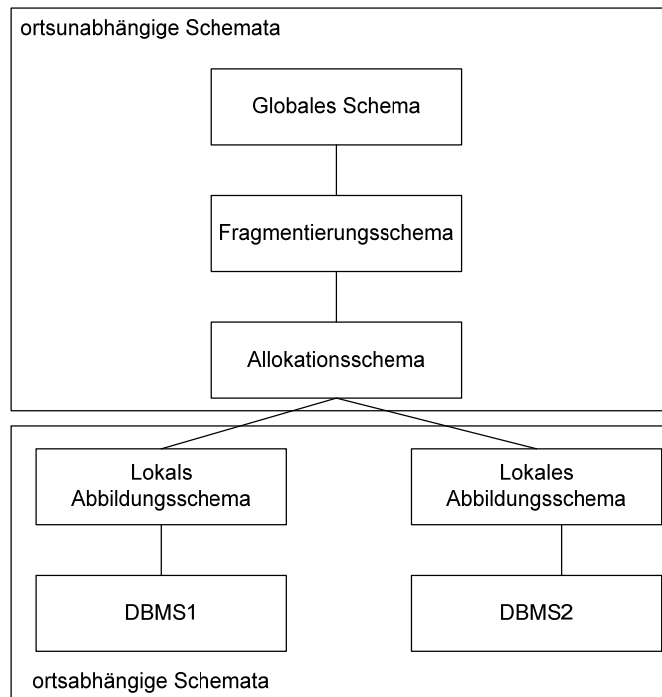 ortsunabhängige Schemata
Globales Schema
Fragmentierungsschema
Allokationsschema
Lokals
Abbildungsschema
Lokales
Abbildungsschema
DBMS1
DBMS2
ortsabhängige Schemata